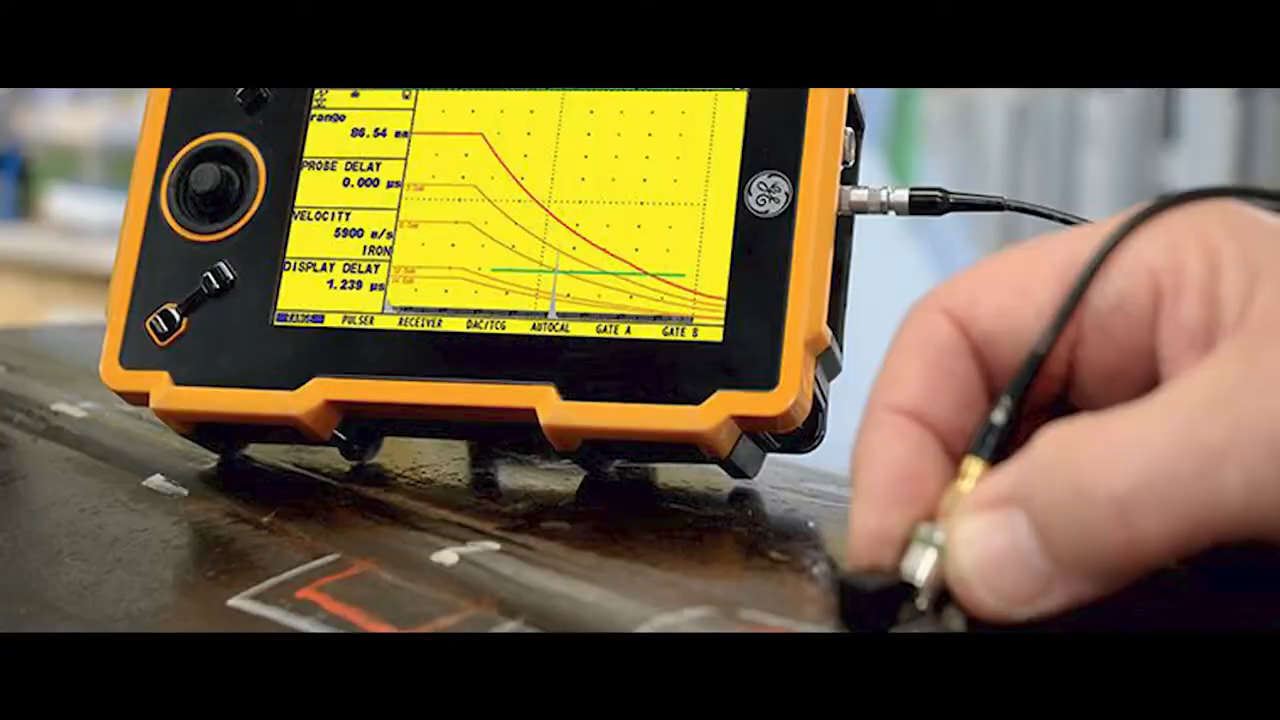 range
86.54 mm
PROBE DELAY
0.000 µs
VELOCITY
5900 m/s
IRON
DISPLAY DELAY
1.239 µs
PULSER
RECEIVER
DAC/TCG
AUTOCAL
GATE A
GATE B
GE